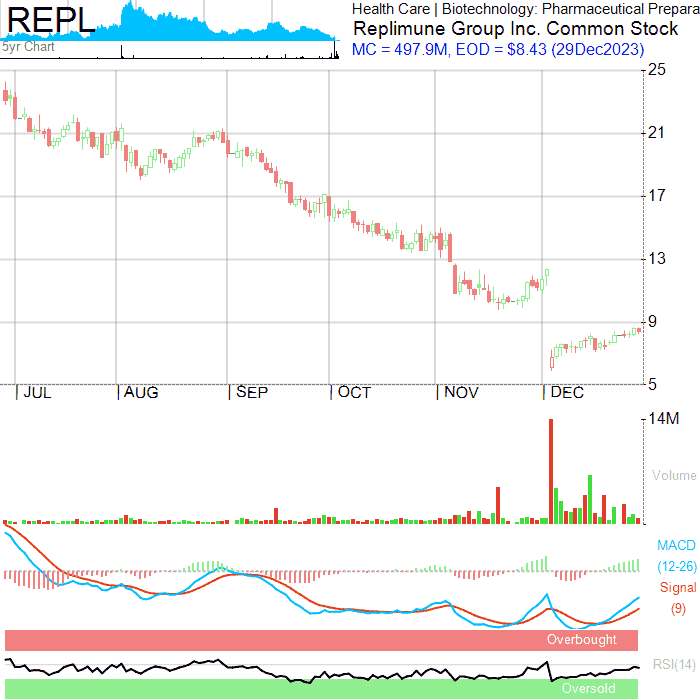 REPL
Health Care | Biotechnology: Pharmaceutical Prepara
Replimune Group Inc. Common Stock
5yr Chart
MC = 497.9M, EOD = $8.43 (29Dec2023)
25
21
17
13
9
5
JUL
AUG
SEP
OCT
NOV
DEC
14M
Volume
MACD
(12-26)
Signal
(9)
Overbought
RSI(14)
Oversold